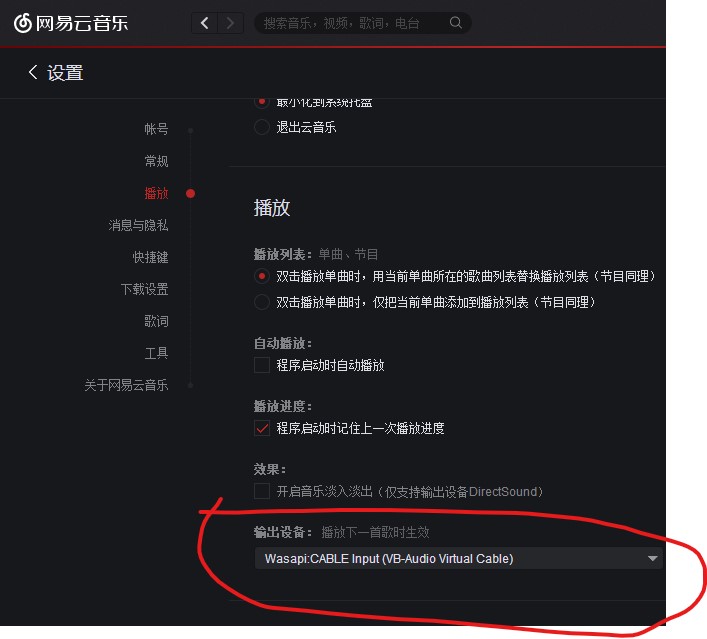 网易云音乐
搜索音乐，视频，歌词，电台
设置
最小化到系统托盘
退出云音乐
帐号
常规
播放
消息与隐私
快捷键
下载设置
歌词
工具
关于网易云音乐
播放
播放列表：单曲、节目
双击播放单曲时，用当前单曲所在的歌曲列表替换播放列表（节目同理）
双击播放单曲时，仅把当前单曲添加到播放列表（节目同理）
自动播放：
程序启动时自动播放
播放进度：
程序启动时记住上一次播放进度
效果：
开启音乐淡入淡出（仅支持输出设备DirectSound）
输出设备：播放下一首歌时生效
Wasapi:CABLE Input (VB-Audio Virtual Cable)